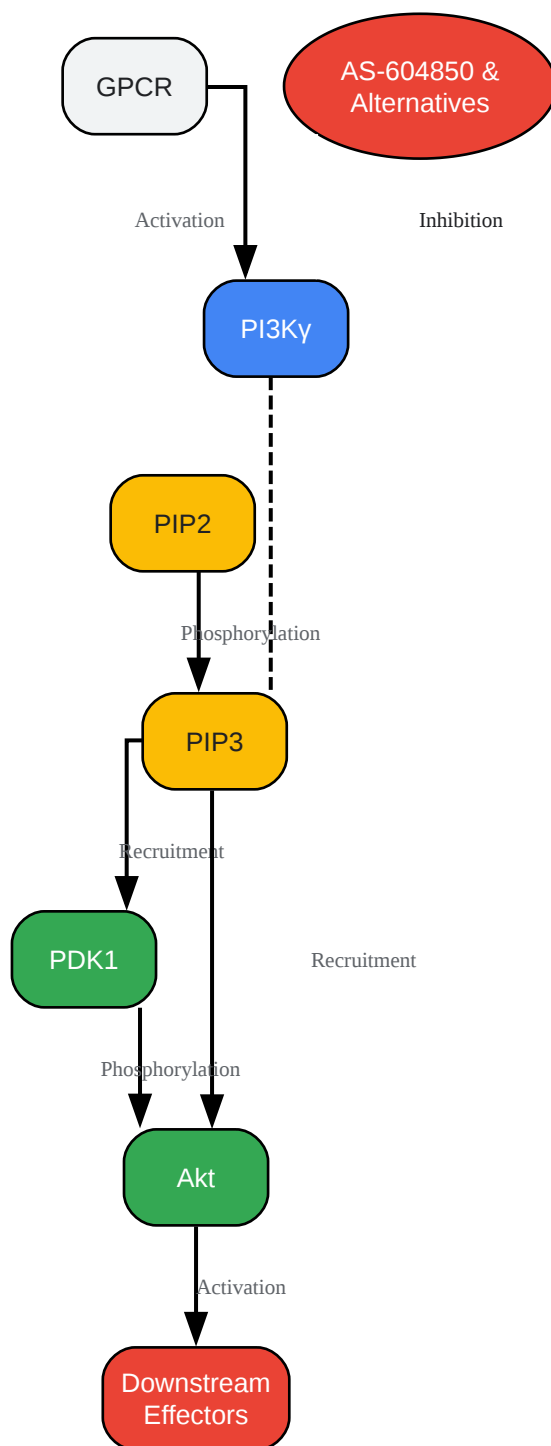 GPCR
AS-604850 &
Alternatives
Activation
Inhibition
PI3Kγ
PIP2
Phosphorylation
PIP3
Recruitment
PDK1
Recruitment
Phosphorylation
Akt
Activation
Downstream
Effectors